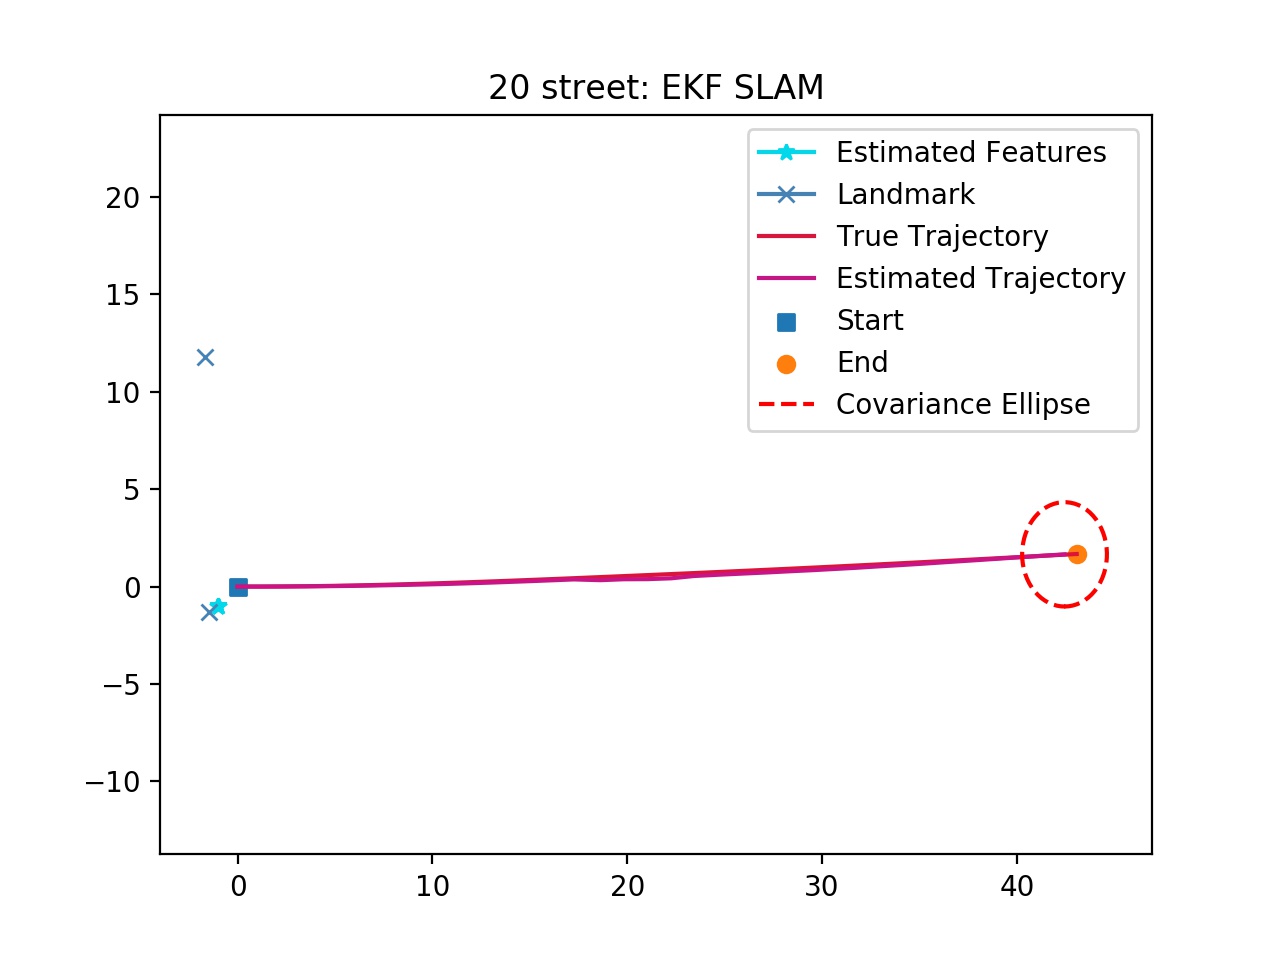 20 street: EKF SLAM
Estimated Features
Landmark
True Trajectory
Estimated Trajectory
Start
End
Covariance Ellipse
20
15
10
5
0
−5
−10
0 10 20 30 40